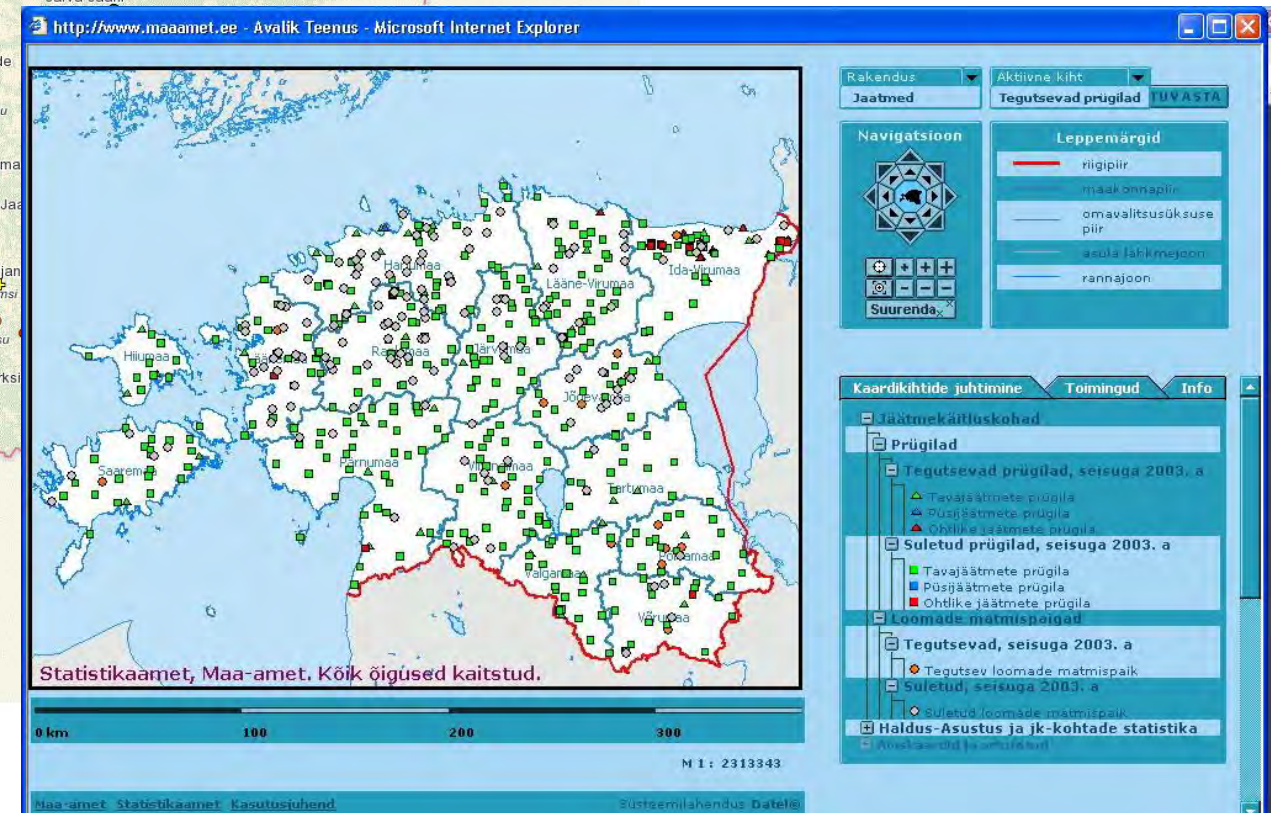 http://www.maaamet.ee - Avalik Teenus - Microsoft Internet Explorer
Rakendus
Jaatmed
Aktiivne kiht
Tegutsevad prügilad
TUVASTA
Navigatsioon
Suurenda
Leppemärgid
riigipiir
maakonnapiir
omavalitsusüksuse
piir
asula lahkmejoon
rannajoon
Harjumaa
Lääne-Virumaa
Ida-Virumaa
Hiiumaa
Järvamaa
Jõgevamaa
Saaremaa
Pärnumaa
Tartumaa
Valgamaa
Statistikaamet, Maa-amet. Kõik õigused kaitstud.
0 km 100 200 300
M 1 : 2313343
Maa-amet Statistikaamet Kasutusjuhend
Süsteemilahendus Datel©
Kaardikihtide juhtimine Toimingud Info
Jäätmekäitluskohad
Prügilad
Tegutsevad prügilad, seisuga 2003. a
Tavajäätmete prügila
Püsijäätmete prügila
Ohtlike jäätmete prügila
Suletud prügilad, seisuga 2003. a
Tavajäätmete prügila
Püsijäätmete prügila
Ohtlike jäätmete prügila
Loomade matmispaigad
Tegutsevad, seisuga 2003. a
Tegutsev loomade matmispaik
Suletud, seisuga 2003. a
Suletud loomade matmispaik
Haldus-Asustus ja jk-kohtade statistika